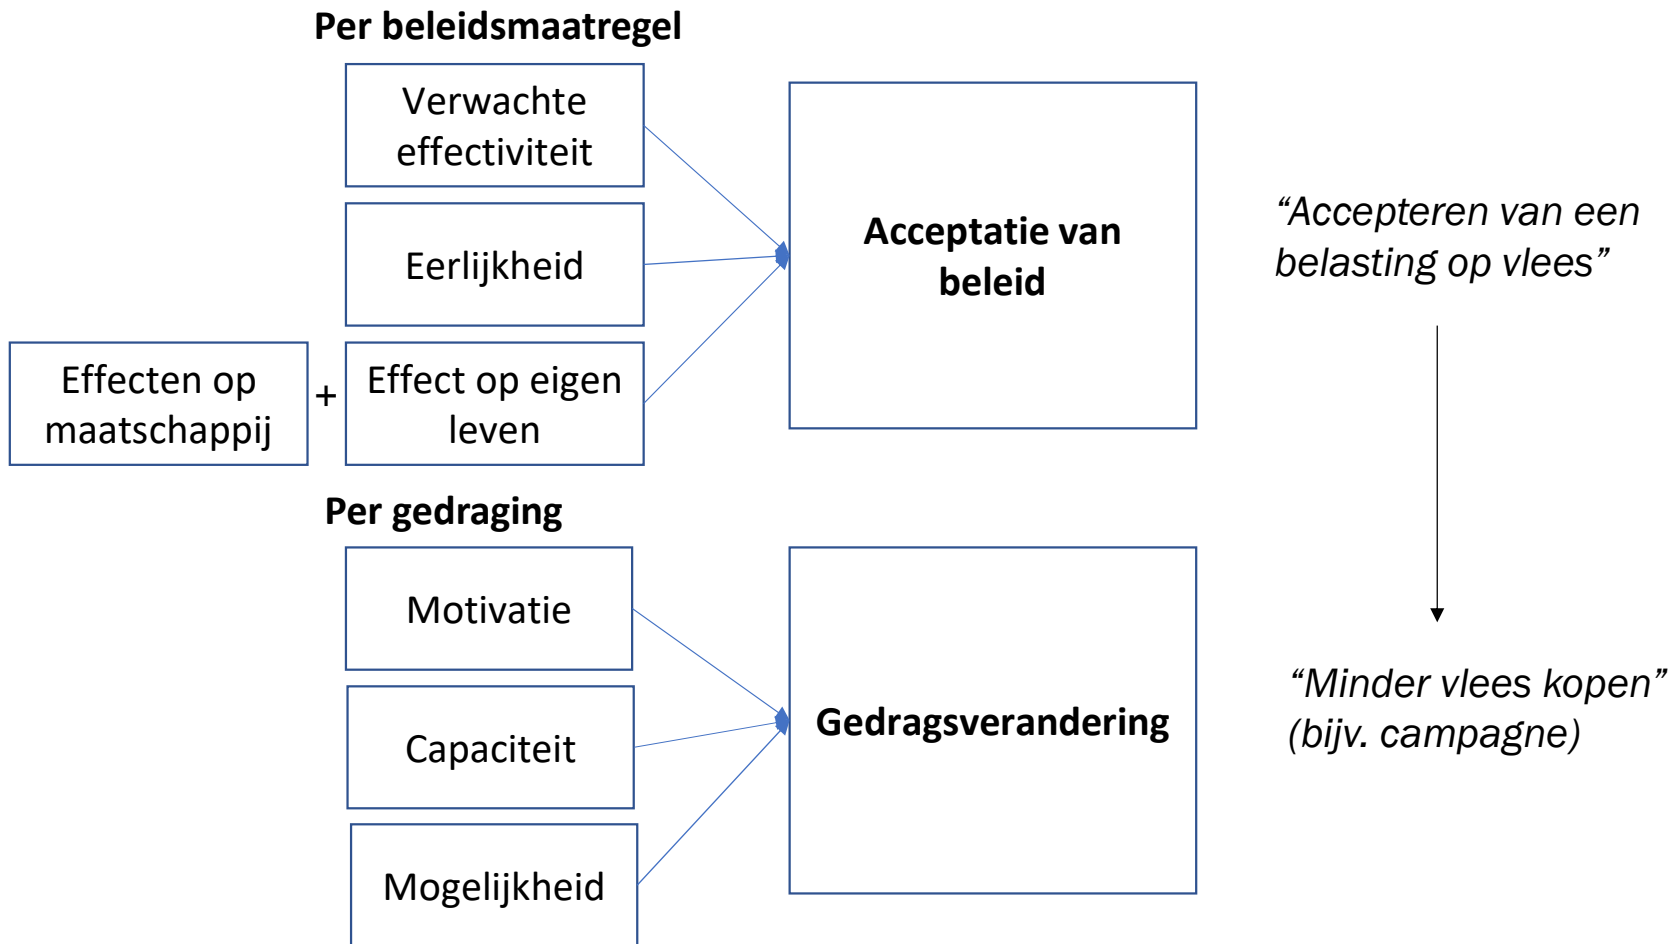 Per beleidsmaatregel
Verwachte
effectiviteit
Eerlijkheid
Effecten op
maatschappij
+
Effect op eigen
leven
Acceptatie van
beleid
“Accepteren van een
belasting op vlees”
Per gedraging
Motivatie
Capaciteit
Mogelijkheid
Gedragsverandering
“Minder vlees kopen”
(bijv. campagne)